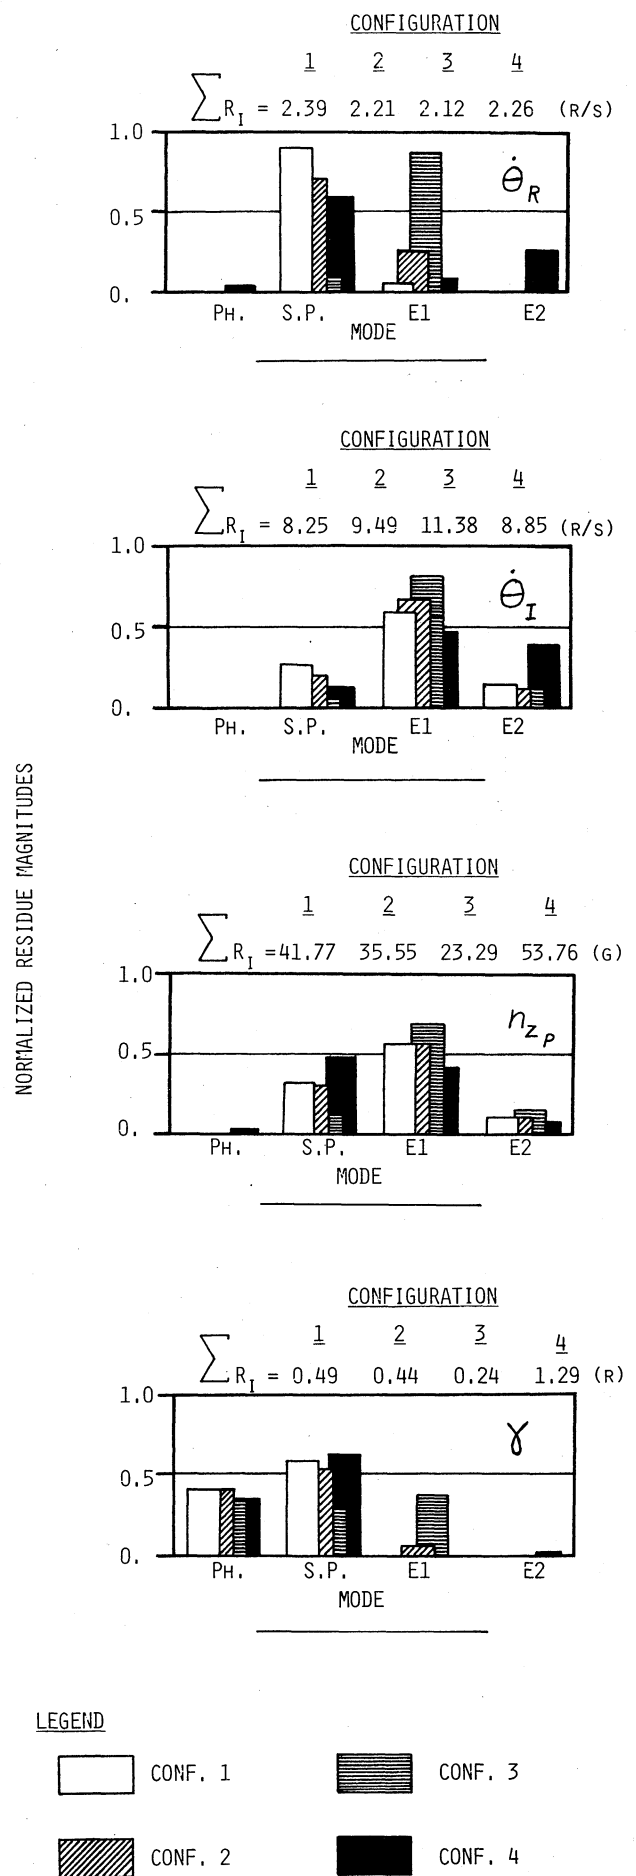 CONFIGURATION
1 2 3 4
∑ R_I = 2.39 2.21 2.12 2.26 (R/S)
1.0
θ̇_R
0.5
0.
PH. S.P. E1 E2
MODE
CONFIGURATION
1 2 3 4
∑ R_I = 8.25 9.49 11.38 8.85 (R/S)
1.0
θ̇_I
0.5
0.
PH. S.P. E1 E2
MODE
NORMALIZED RESIDUE MAGNITUDES
CONFIGURATION
1 2 3 4
∑ R_I = 41.77 35.55 23.29 53.76 (G)
1.0
n_z_P
0.5
0.
PH. S.P. E1 E2
MODE
CONFIGURATION
1 2 3 4
∑ R_I = 0.49 0.44 0.24 1.29 (R)
1.0
γ
0.5
0.
PH. S.P. E1 E2
MODE
LEGEND
CONF. 1 CONF. 3
CONF. 2 CONF. 4